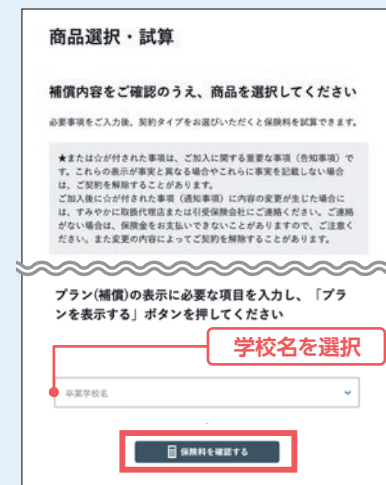 商品選択・試算
補償内容をご確認のうえ、商品を選択してください
必要事項をご入力後、契約タイプをお選びいただくと保険料を試算できます。
★または☆が付された事項は、ご加入に関する重要な事項（告知事項）で
す。これらの表示が事実と異なる場合やこれらに事実を記載しない場合
は、ご契約を解除することがあります。
ご加入後に☆が付された事項（通知事項）に内容の変更が生じた場合に
は、すみやかに取扱代理店または引受保険会社にご連絡ください。ご連絡
がない場合は、保険金をお支払いできないことがありますので、ご注意く
ださい。また変更の内容によってご契約を解除することがあります。
プラン(補償)の表示に必要な項目を入力し、「プラ
ンを表示する」ボタンを押してください
学校名を選択
卒業学校名
保険料を確認する